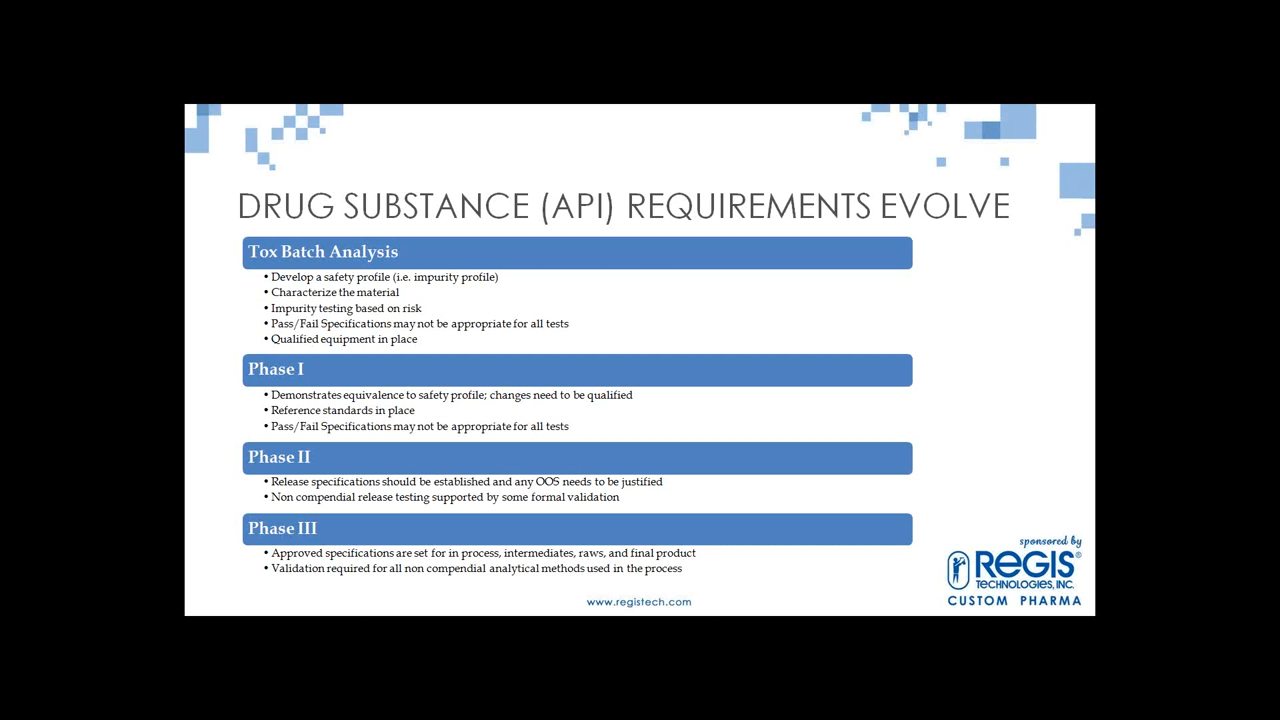 DRUG SUBSTANCE (API) REQUIREMENTS EVOLVE
Tox Batch Analysis
• Develop a safety profile (i.e. impurity profile)
• Characterize the material
• Impurity testing based on risk
• Pass/Fail Specifications may not be appropriate for all tests
• Qualified equipment in place
Phase I
• Demonstrates equivalence to safety profile; changes need to be qualified
• Reference standards in place
• Pass/Fail Specifications may not be appropriate for all tests
Phase II
• Release specifications should be established and any OOS needs to be justified
• Non compendial release testing supported by some formal validation
Phase III
• Approved specifications are set for in process, intermediates, raws, and final product
• Validation required for all non compendial analytical methods used in the process
sponsored by
REGIS®
TECHNOLOGIES, INC.
CUSTOM PHARMA
www.registech.com